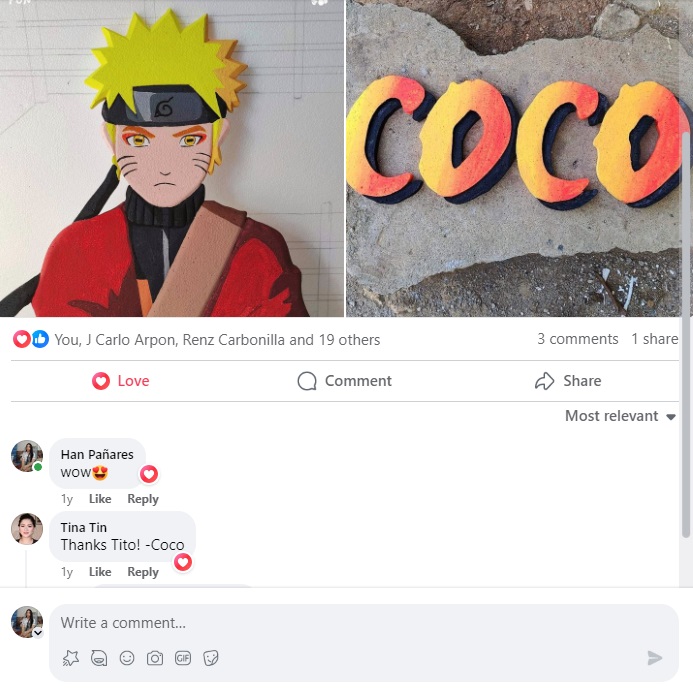 COCO
You, J Carlo Arpon, Renz Carbonilla and 19 others
3 comments 1 share
Love
Comment
Share
Most relevant
Han Pañares
wow😍
1y Like Reply
Tina Tin
Thanks Tito! -Coco
1y Like Reply
Write a comment...
GIF